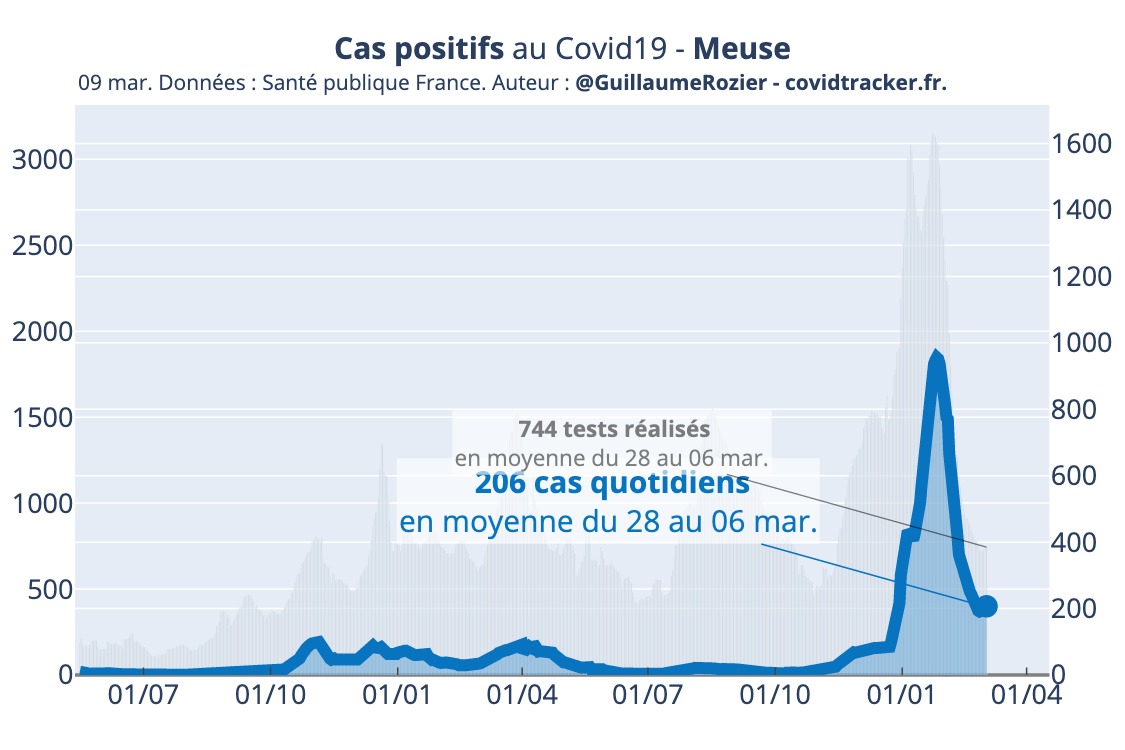 Cas positifs au Covid19 - Meuse
09 mar. Données : Santé publique France. Auteur : @GuillaumeRozier - covidtracker.fr.
3000
2500
2000
1500
1000
500
0
1600
1400
1200
1000
800
600
400
200
0
744 tests réalisés
en moyenne du 28 au 06 mar.
206 cas quotidiens
en moyenne du 28 au 06 mar.
01/07 01/10 01/01 01/04 01/07 01/10 01/01 01/04